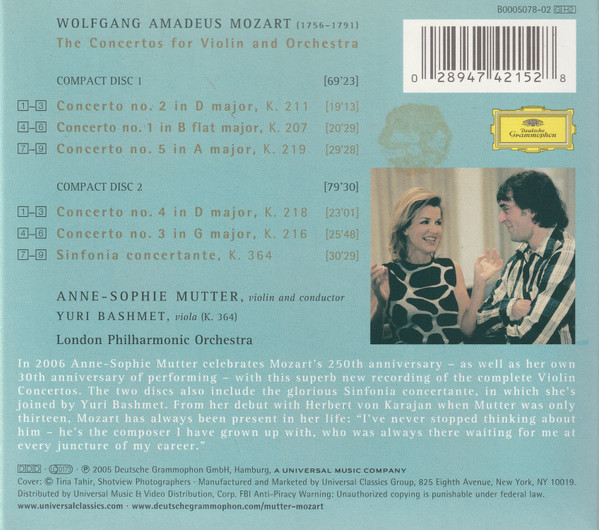 WOLFGANG AMADEUS MOZART (1756–1791)
The Concertos for Violin and Orchestra
B0005078-02 GH2
0 28947 42152 8
COMPACT DISC 1 [69'23]
1–3 Concerto no. 2 in D major, K. 211 [19'13]
4–6 Concerto no. 1 in B flat major, K. 207 [20'29]
7–9 Concerto no. 5 in A major, K. 219 [29'28]
Deutsche
Grammophon
COMPACT DISC 2 [79'30]
1–3 Concerto no. 4 in D major, K. 218 [23'01]
4–6 Concerto no. 3 in G major, K. 216 [25'48]
7–9 Sinfonia concertante, K. 364 [30'29]
ANNE-SOPHIE MUTTER, violin and conductor
YURI BASHMET, viola (K. 364)
London Philharmonic Orchestra
In 2006 Anne-Sophie Mutter celebrates Mozart's 250th anniversary – as well as her own
30th anniversary of performing – with this superb new recording of the complete Violin
Concertos. The two discs also include the glorious Sinfonia concertante, in which she's
joined by Yuri Bashmet. From her debut with Herbert von Karajan when Mutter was only
thirteen, Mozart has always been present in her life: “I've never stopped thinking about
him – he's the composer I have grown up with, who was always there waiting for me at
every juncture of my career.”
DDD · · ℗ 2005 Deutsche Grammophon GmbH, Hamburg, A UNIVERSAL MUSIC COMPANY
Cover: © Tina Tahir, Shotview Photographers · Manufactured and Marketed by Universal Classics Group, 825 Eighth Avenue, New York, NY 10019.
Distributed by Universal Music & Video Distribution, Corp. FBI Anti-Piracy Warning: Unauthorized copying is punishable under federal law.
www.universalclassics.com · www.deutschegrammophon.com/mutter-mozart